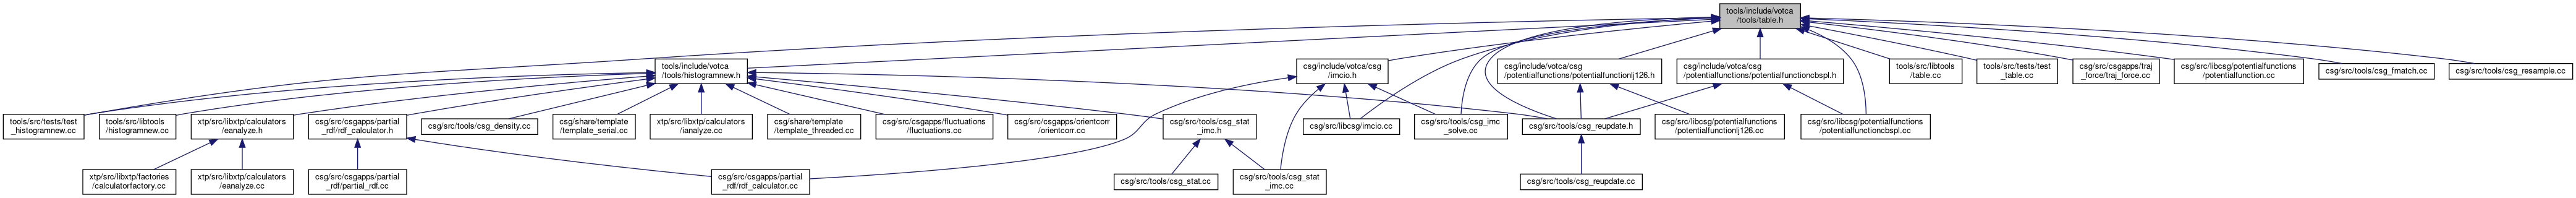 tools/include/votca
/tools/table.h
tools/include/votca
/tools/histogramnew.h
csg/include/votca/csg
/imcio.h
csg/include/votca/csg
/potentialfunctions/potentialfunctionlj126.h
csg/include/votca/csg
/potentialfunctions/potentialfunctioncbspl.h
tools/src/libtools
/table.cc
tools/src/tests/test
_table.cc
csg/src/csgapps/traj
_force/traj_force.cc
csg/src/libcsg/potentialfunctions
/potentialfunction.cc
csg/src/tools/csg_fmatch.cc
csg/src/tools/csg_resample.cc
tools/src/tests/test
_histogramnew.cc
tools/src/libtools
/histogramnew.cc
xtp/src/libxtp/calculators
/eanalyze.h
csg/src/csgapps/partial
_rdf/rdf_calculator.h
csg/src/tools/csg_density.cc
csg/share/template
/template_serial.cc
xtp/src/libxtp/calculators
/ianalyze.cc
csg/share/template
/template_threaded.cc
csg/src/csgapps/fluctuations
/fluctuations.cc
csg/src/csgapps/orientcorr
/orientcorr.cc
csg/src/tools/csg_stat
_imc.h
csg/src/libcsg/imcio.cc
csg/src/tools/csg_imc
_solve.cc
csg/src/tools/csg_reupdate.h
csg/src/libcsg/potentialfunctions
/potentialfunctionlj126.cc
csg/src/libcsg/potentialfunctions
/potentialfunctioncbspl.cc
xtp/src/libxtp/factories
/calculatorfactory.cc
xtp/src/libxtp/calculators
/eanalyze.cc
csg/src/csgapps/partial
_rdf/partial_rdf.cc
csg/src/csgapps/partial
_rdf/rdf_calculator.cc
csg/src/tools/csg_stat.cc
csg/src/tools/csg_stat
_imc.cc
csg/src/tools/csg_reupdate.cc